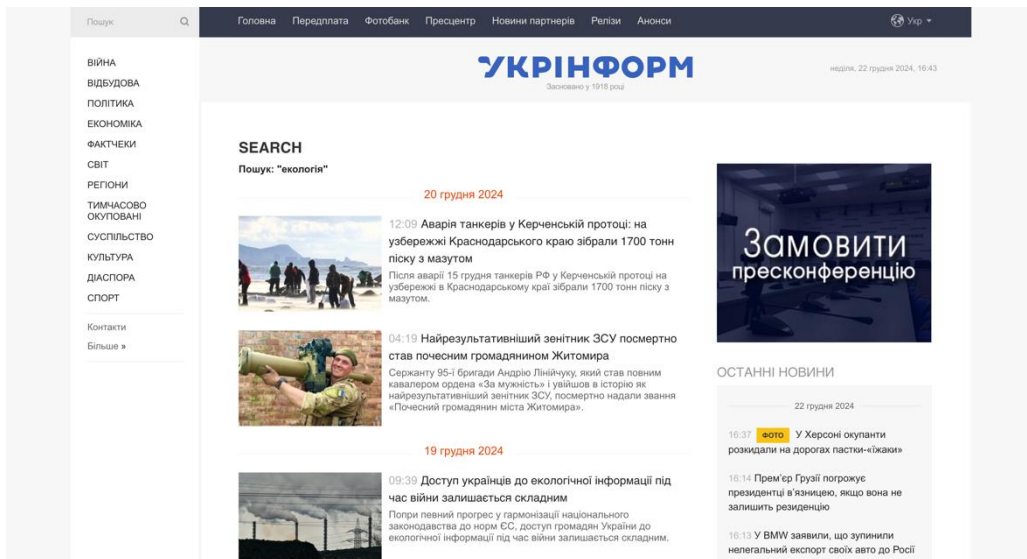 Пошук
Головна Передплата Фотобанк Пресцентр Новини партнерів Релізи Анонси
Укр
ВІЙНА
ВІДБУДОВА
ПОЛІТИКА
ЕКОНОМІКА
ФАКТЧЕКИ
СВІТ
РЕГІОНИ
ТИМЧАСОВО
ОКУПОВАНІ
СУСПІЛЬСТВО
КУЛЬТУРА
ДІАСПОРА
СПОРТ
Контакти
Більше »
УКРІНФОРМ
Засновано у 1918 році
неділя, 22 грудня 2024, 16:43
SEARCH
Пошук: "екологія"
20 грудня 2024
12:09 Аварія танкерів у Керченській протоці: на
узбережжі Краснодарського краю зібрали 1700 тонн
піску з мазутом
Після аварії 15 грудня танкерів РФ у Керченській протоці на
узбережжі в Краснодарському краї зібрали 1700 тонн піску з
мазутом.
04:19 Найрезультативніший зенітник ЗСУ посмертно
став почесним громадянином Житомира
Сержанту 95-ї бригади Андрію Лінійчуку, який став повним
кавалером ордена «За мужність» і увійшов в історію як
найрезультативніший зенітник ЗСУ, посмертно надали звання
«Почесний громадянин міста Житомира».
19 грудня 2024
09:39 Доступ українців до екологічної інформації під
час війни залишається складним
Попри певний прогрес у гармонізації національного
законодавства до норм ЄС, доступ громадян України до
екологічної інформації під час війни залишається складним.
Замовити
пресконференцію
ОСТАННІ НОВИНИ
22 грудня 2024
16:37 ФОТО У Херсоні окупанти
розкидали на дорогах пастки-«їжаки»
16:14 Прем'єр Грузії погрожує
президентці в'язницею, якщо вона не
залишить резиденцію
16:13 У BMW заявили, що зупинили
нелегальний експорт своїх авто до Росії